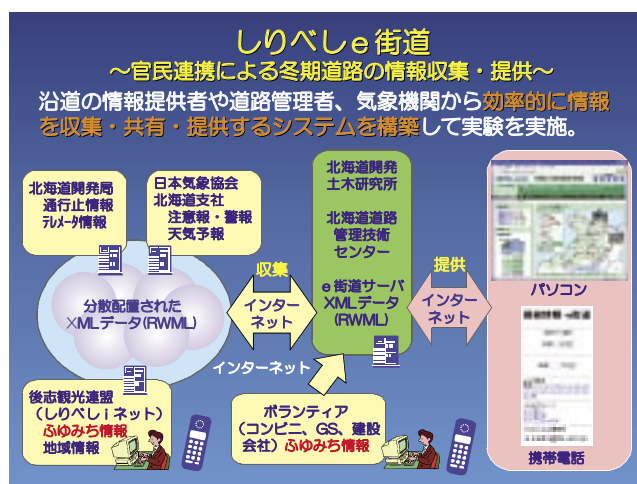 しりべしｅ街道
～官民連携による冬期道路の情報収集・提供～
沿道の情報提供者や道路管理者、気象機関から効率的に情報
を収集・共有・提供するシステムを構築して実験を実施。
北海道開発局
通行止情報
ﾃﾚﾒｰﾀ情報
日本気象協会
北海道支社
注意報・警報
天気予報
分散配置された
XMLデータ(RWML)
後志観光連盟
（しりべしｉネット）
ふゆみち情報
地域情報
収集
インター
ネット
インターネット
ボランティア
（コンビニ、GS、建設
会社）ふゆみち情報
北海道開発
土木研究所
北海道道路
管理技術
センター
ｅ街道サーバ
XMLデータ
(RWML)
提供
インター
ネット
パソコン
携帯電話